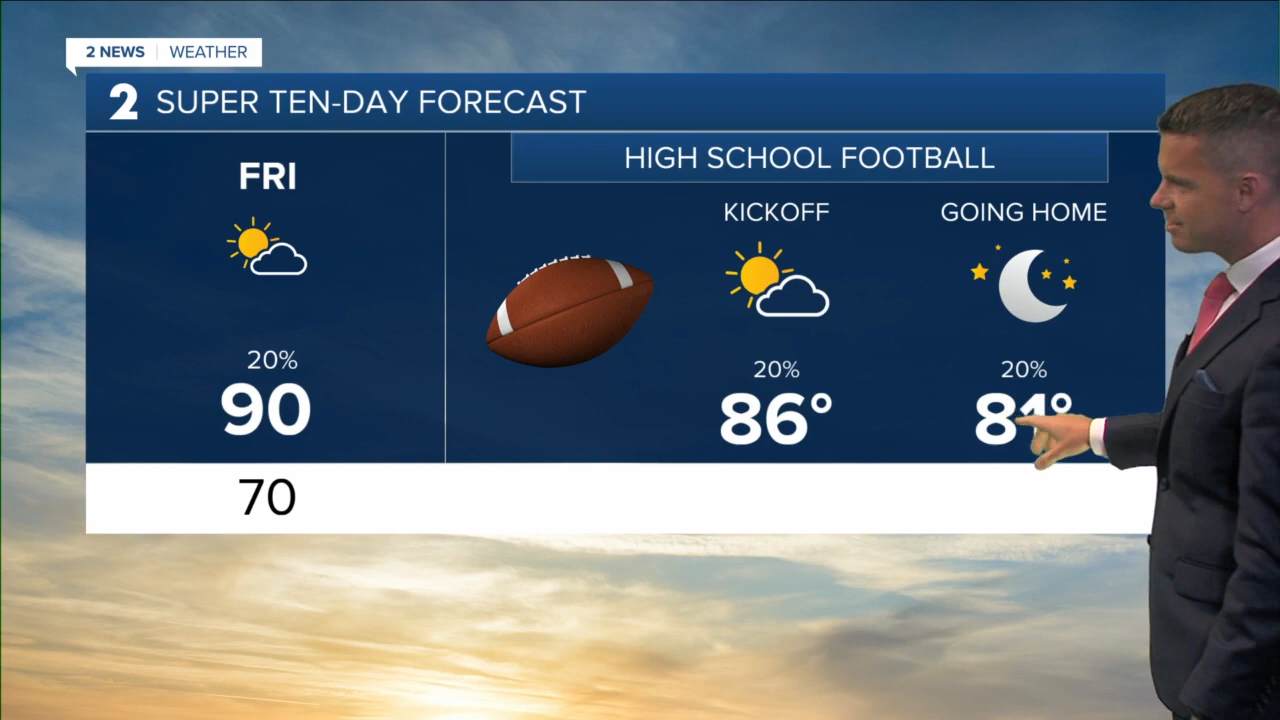 2 NEWS | WEATHER
2 SUPER TEN-DAY FORECAST
FRI
20%
90
70
HIGH SCHOOL FOOTBALL
KICKOFF
20%
86°
GOING HOME
20%
81°